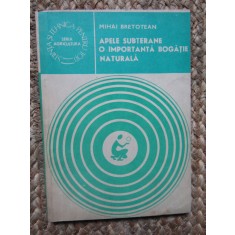 MIHAI BRETOTEAN
APELE SUBTERANE
O IMPORTANTĂ BOGĂȚIE
NATURALĂ